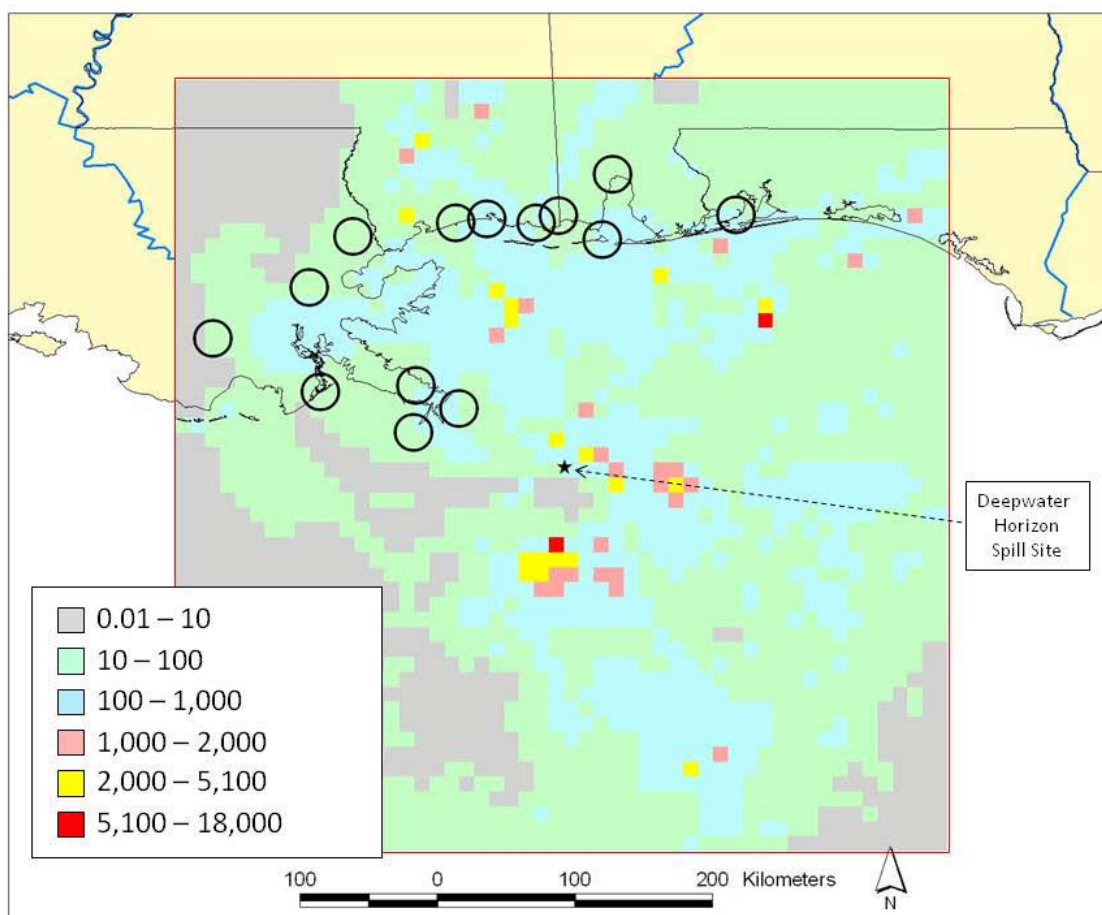 Deepwater
Horizon
Spill Site
0.01 – 10
10 – 100
100 – 1,000
1,000 – 2,000
2,000 – 5,100
5,100 – 18,000
100 0 100 200 Kilometers
N